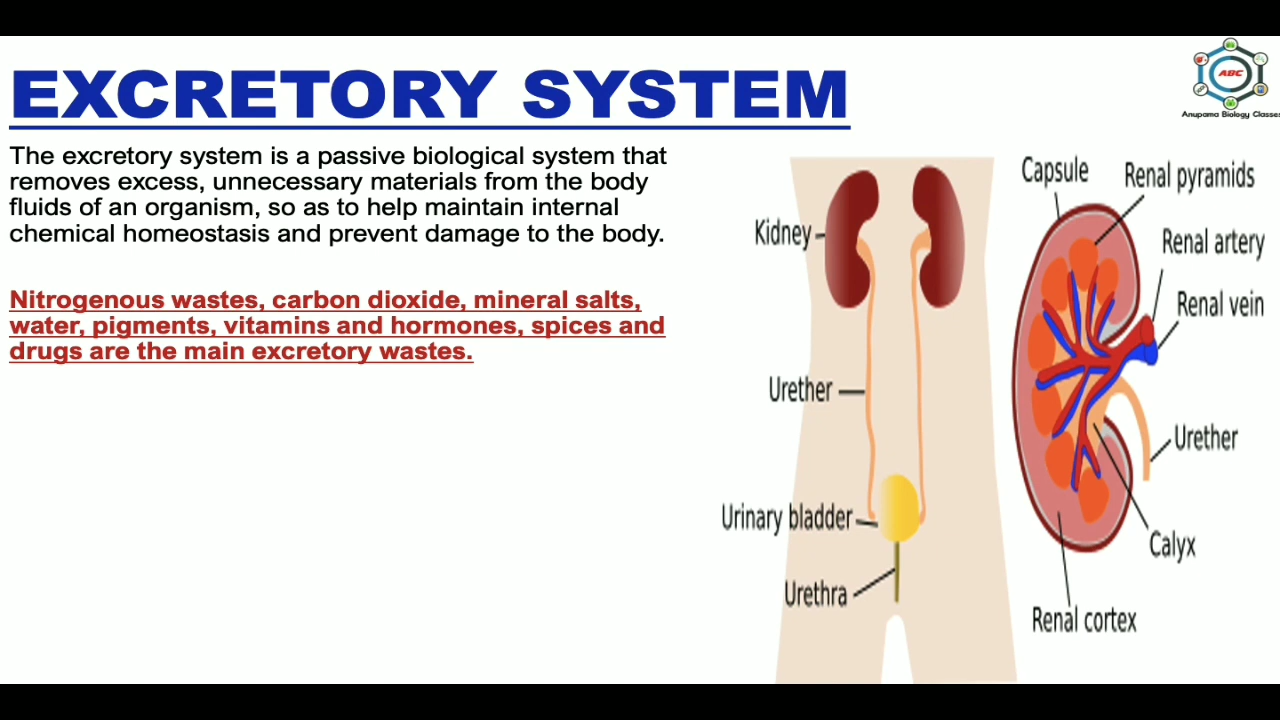 EXCRETORY SYSTEM
ABC
Anupama Biology Classes
The excretory system is a passive biological system that
removes excess, unnecessary materials from the body
fluids of an organism, so as to help maintain internal
chemical homeostasis and prevent damage to the body.
Nitrogenous wastes, carbon dioxide, mineral salts,
water, pigments, vitamins and hormones, spices and
drugs are the main excretory wastes.
Kidney
Urether
Urinary bladder
Urethra
Capsule
Renal pyramids
Renal artery
Renal vein
Urether
Calyx
Renal cortex